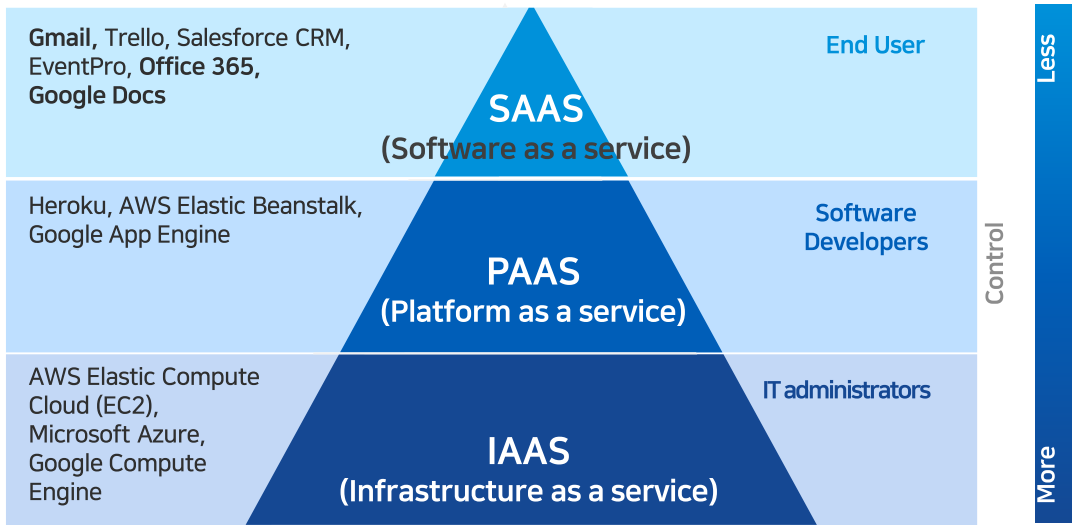 Gmail, Trello, Salesforce CRM,
EventPro, Office 365,
Google Docs
SAAS
(Software as a service)
End User
Heroku, AWS Elastic Beanstalk,
Google App Engine
PAAS
(Platform as a service)
Software
Developers
AWS Elastic Compute
Cloud (EC2),
Microsoft Azure,
Google Compute
Engine
IAAS
(Infrastructure as a service)
IT administrators
Control
Less
More